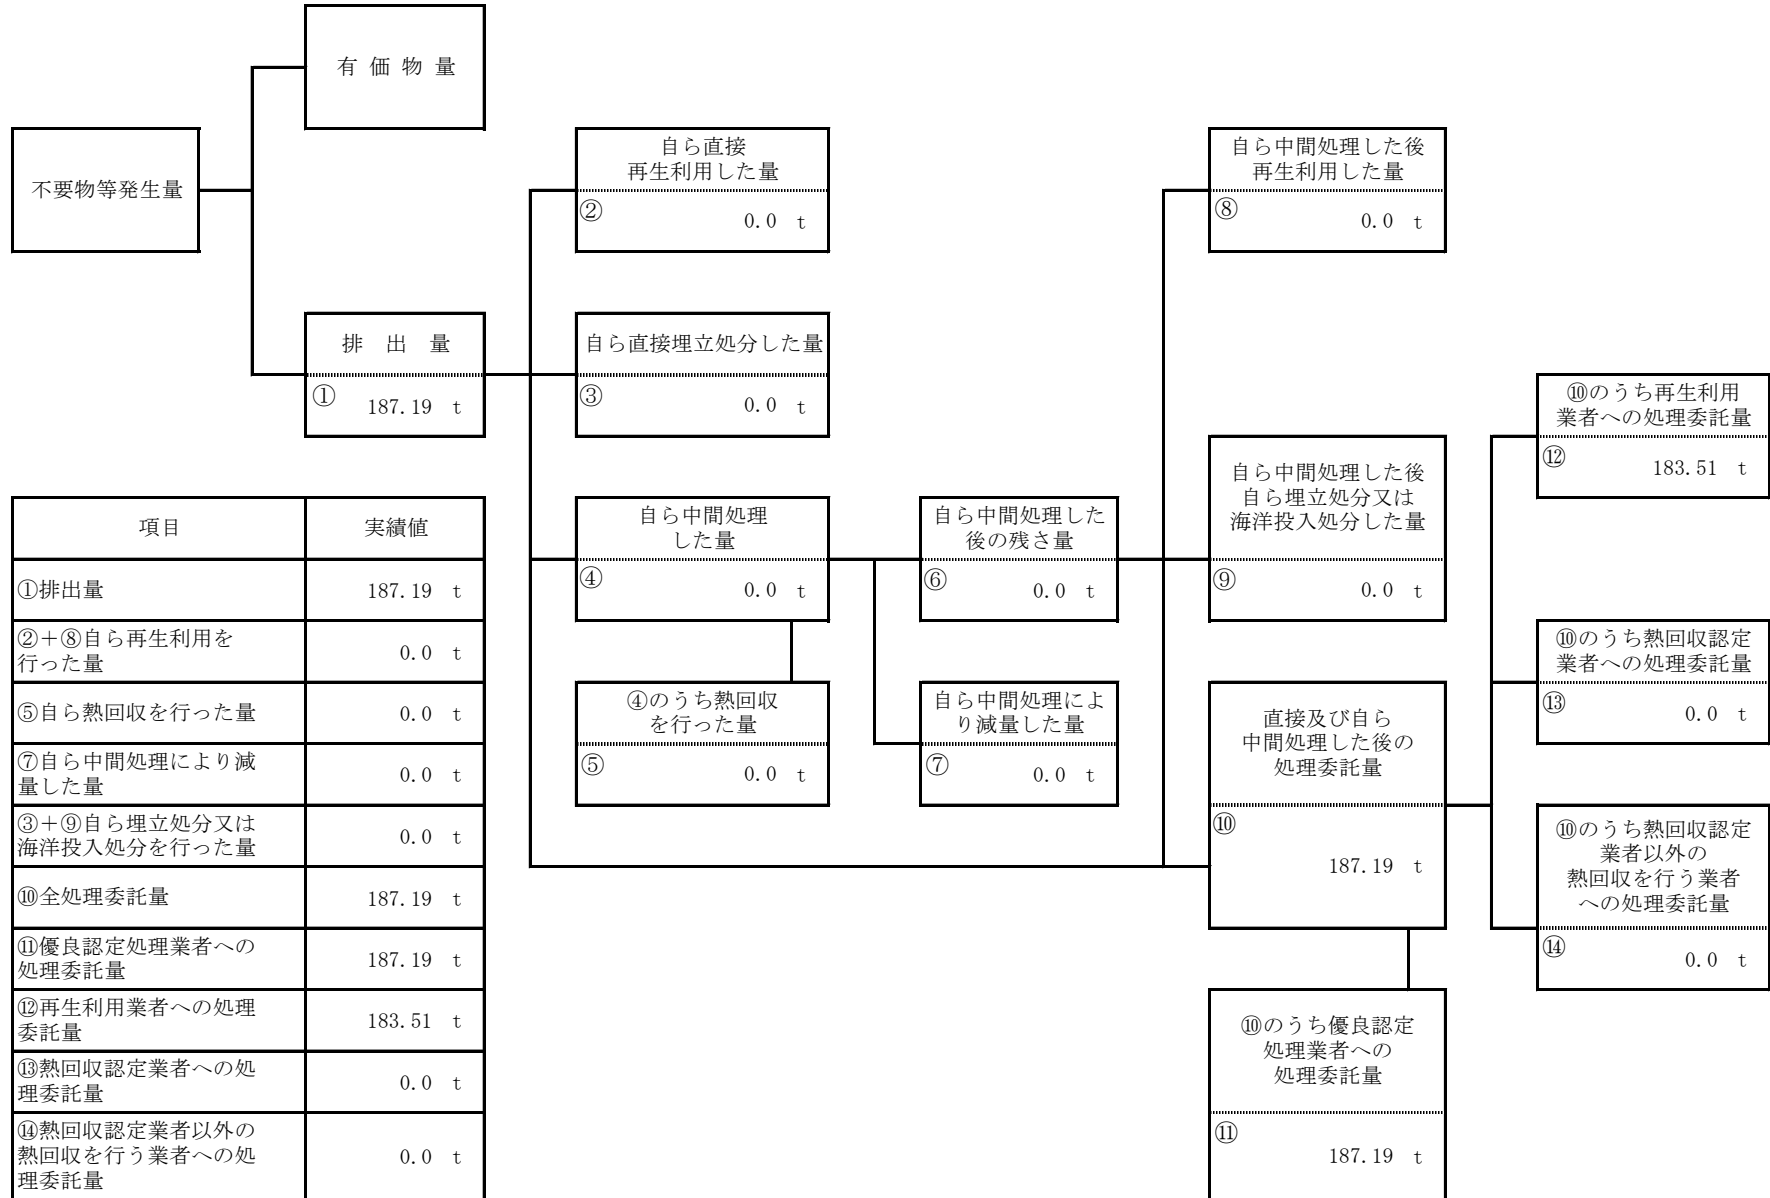 有 価 物 量
不要物等発生量
排 出 量
① 187.19 t
自ら直接
再生利用した量
② 0.0 t
自ら直接埋立処分した量
③ 0.0 t
自ら中間処理
した量
④ 0.0 t
④のうち熱回収
を行った量
⑤ 0.0 t
自ら中間処理した
後の残さ量
⑥ 0.0 t
自ら中間処理によ
り減量した量
⑦ 0.0 t
自ら中間処理した後
再生利用した量
⑧ 0.0 t
自ら中間処理した後
自ら埋立処分又は
海洋投入処分した量
⑨ 0.0 t
直接及び自ら
中間処理した後の
処理委託量
⑩
187.19 t
⑩のうち優良認定
処理業者への
処理委託量
⑪
187.19 t
⑩のうち再生利用
業者への処理委託量
⑫ 183.51 t
⑩のうち熱回収認定
業者への処理委託量
⑬ 0.0 t
⑩のうち熱回収認定
業者以外の
熱回収を行う業者
への処理委託量
⑭ 0.0 t
項目 実績値
①排出量 187.19 t
②＋⑧自ら再生利用を
行った量 0.0 t
⑤自ら熱回収を行った量 0.0 t
⑦自ら中間処理により減
量した量 0.0 t
③＋⑨自ら埋立処分又は
海洋投入処分を行った量 0.0 t
⑩全処理委託量 187.19 t
⑪優良認定処理業者への
処理委託量 187.19 t
⑫再生利用業者への処理
委託量 183.51 t
⑬熱回収認定業者への処
理委託量 0.0 t
⑭熱回収認定業者以外の
熱回収を行う業者への処
理委託量 0.0 t